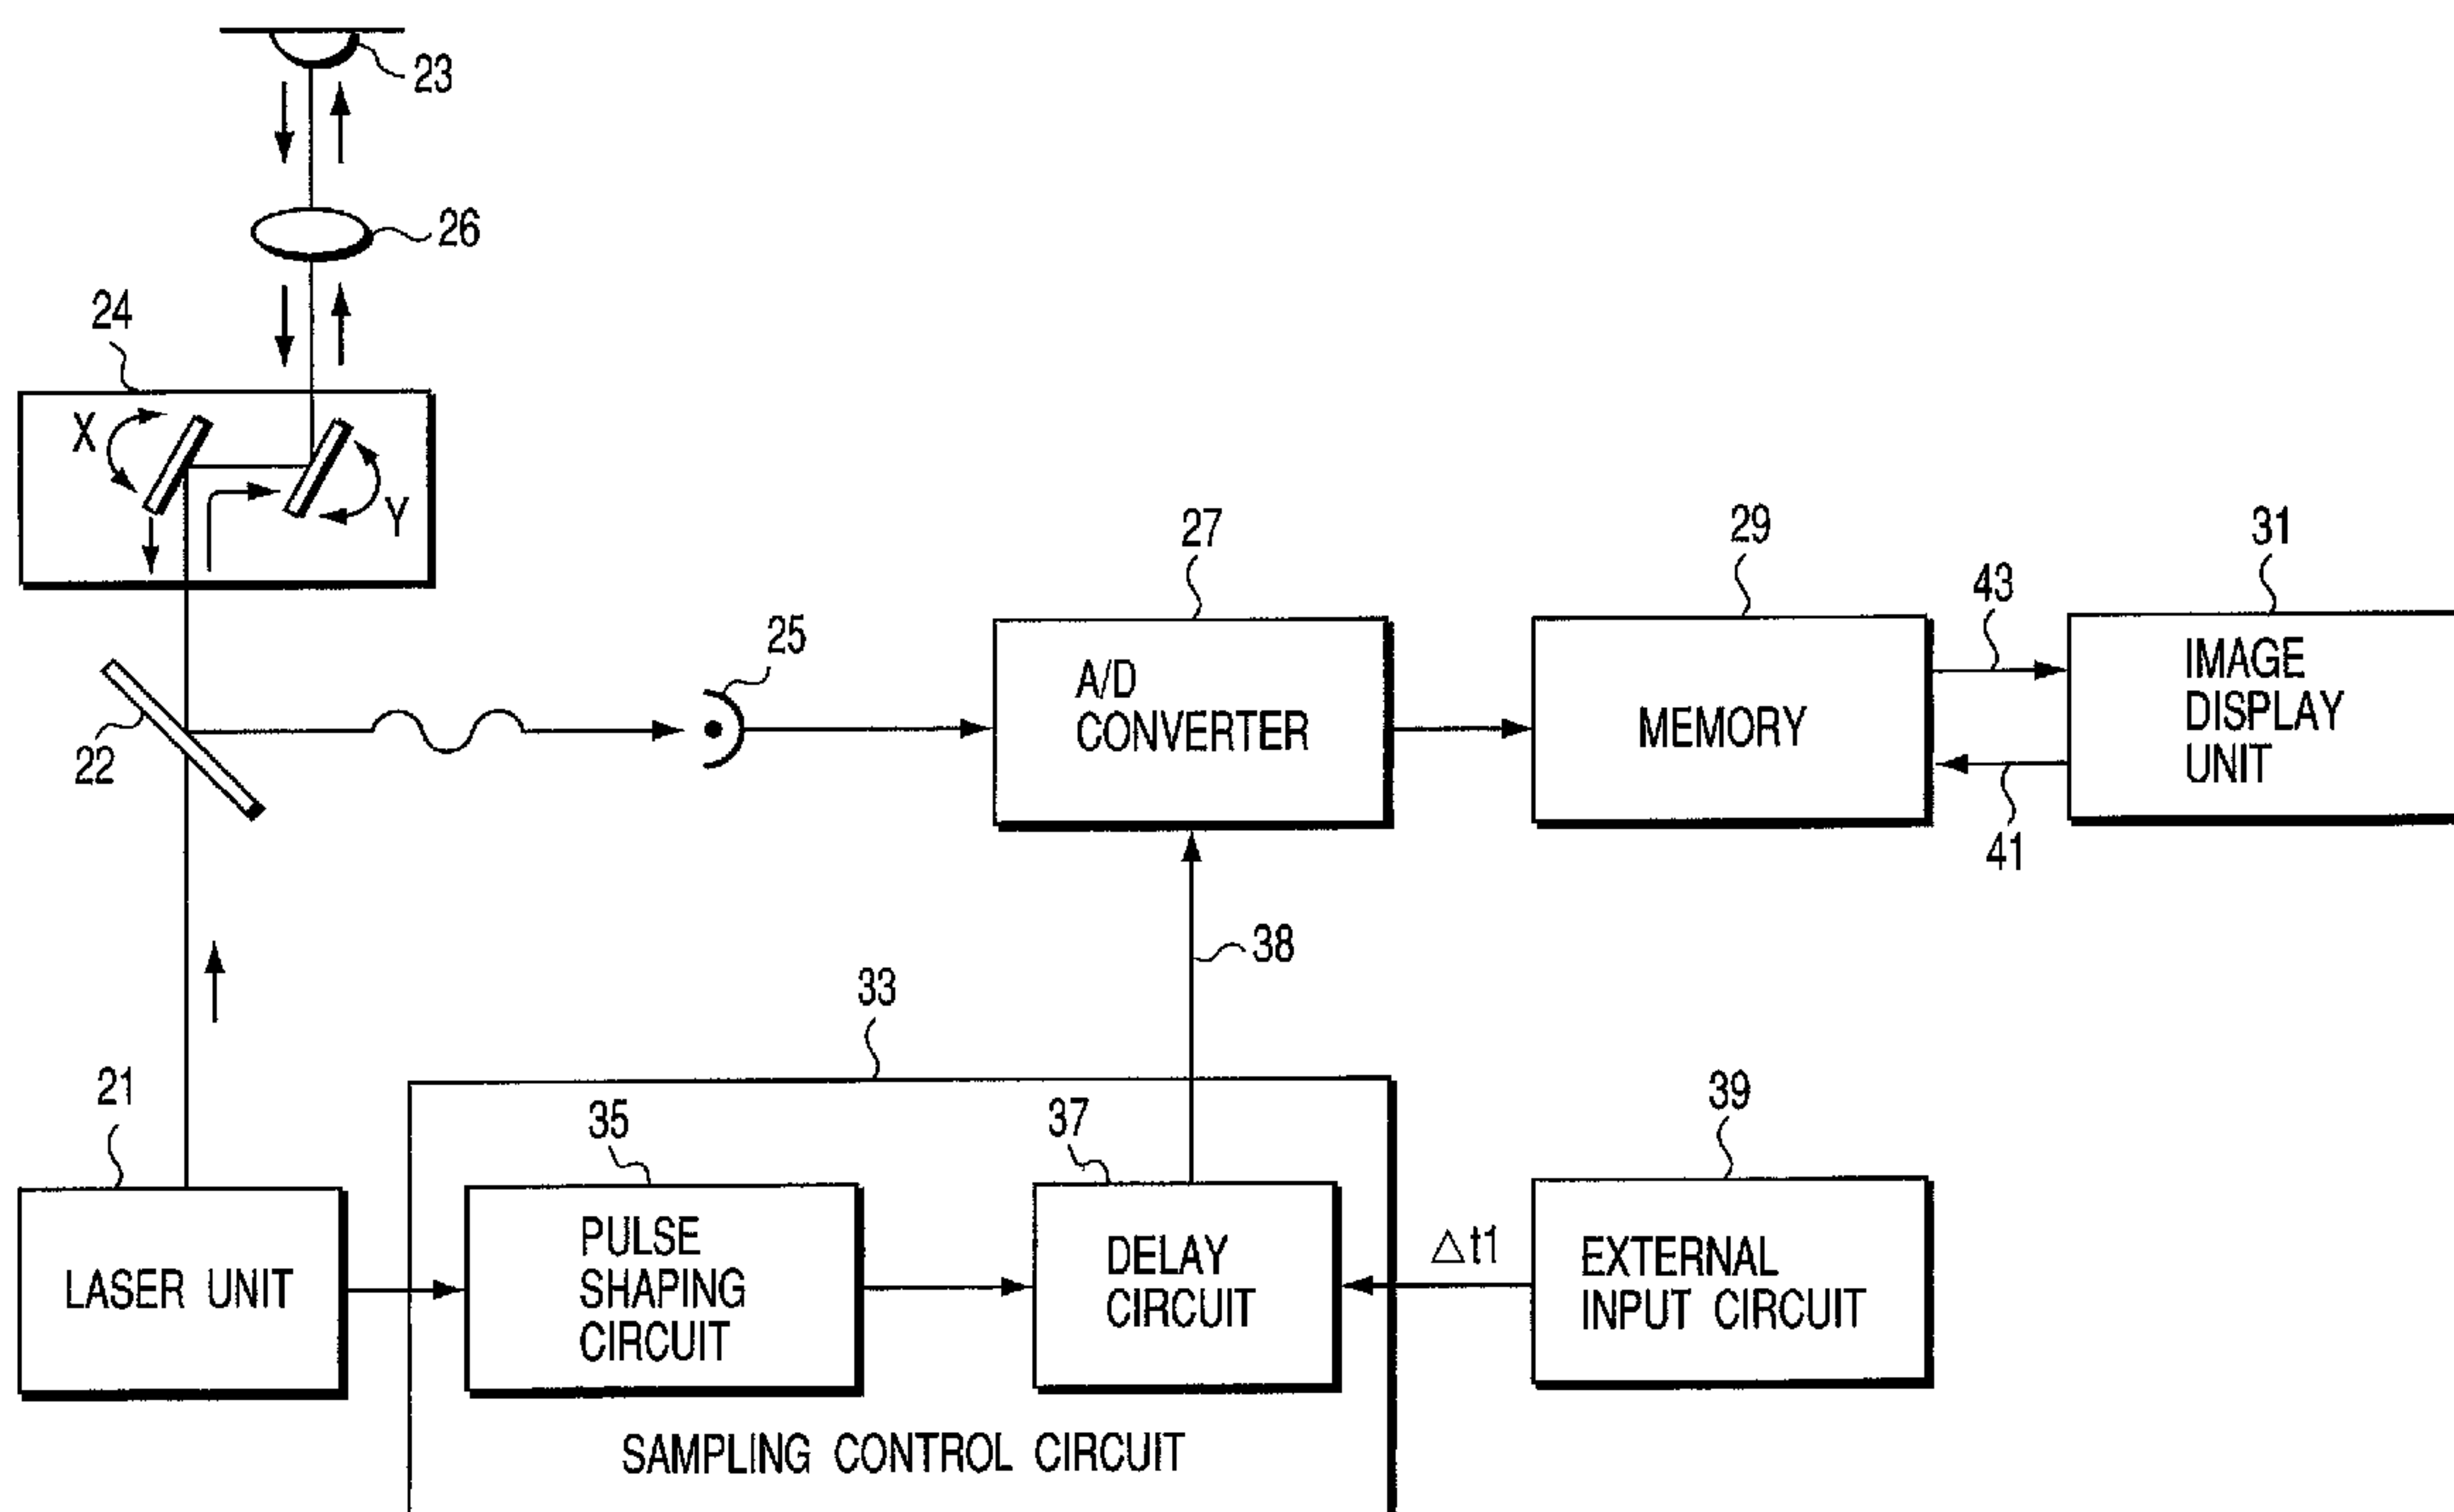 23
26
24
X
Y
25
27
29
43
31
22
A/D
CONVERTER
MEMORY
IMAGE
DISPLAY
UNIT
41
38
33
21
35
37
39
LASER UNIT
PULSE
SHAPING
CIRCUIT
DELAY
CIRCUIT
△t1
EXTERNAL
INPUT CIRCUIT
SAMPLING CONTROL CIRCUIT